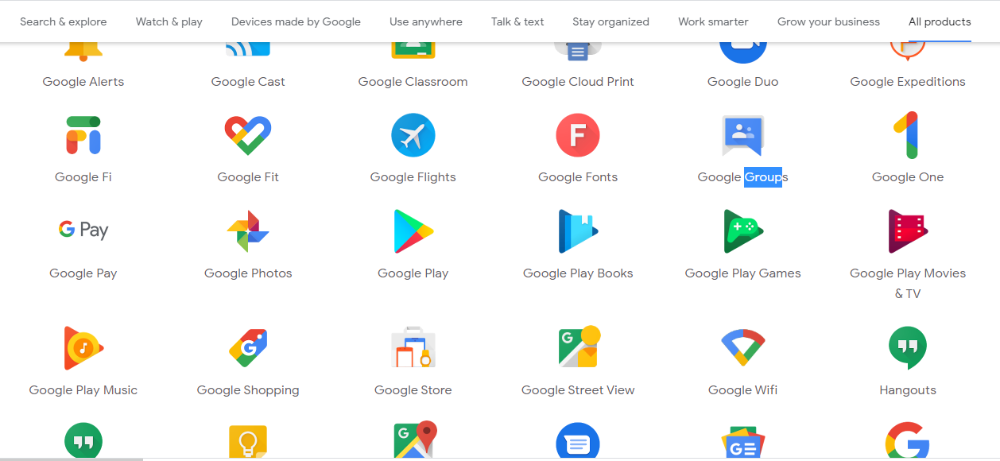 Search & explore Watch & play Devices made by Google Use anywhere Talk & text Stay organized Work smarter Grow your business All products
Google Alerts Google Cast Google Classroom Google Cloud Print Google Duo Google Expeditions
Fi F 1
Google Fi Google Fit Google Flights Google Fonts Google Groups Google One
G Pay
Google Pay Google Photos Google Play Google Play Books Google Play Games Google Play Movies
& TV
G G
Google Play Music Google Shopping Google Store Google Street View Google Wifi Hangouts
G G G